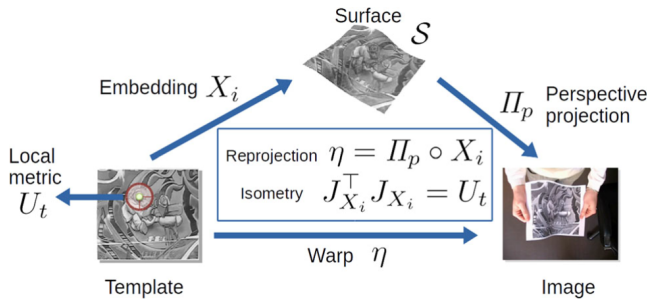 Surface
𝒮
Embedding X_i
Π_p Perspective
projection
Local
metric
U_t
Reprojection η = Π_p ∘ X_i
Isometry J_{X_i}^⊤ J_{X_i} = U_t
Warp η
Template
Image